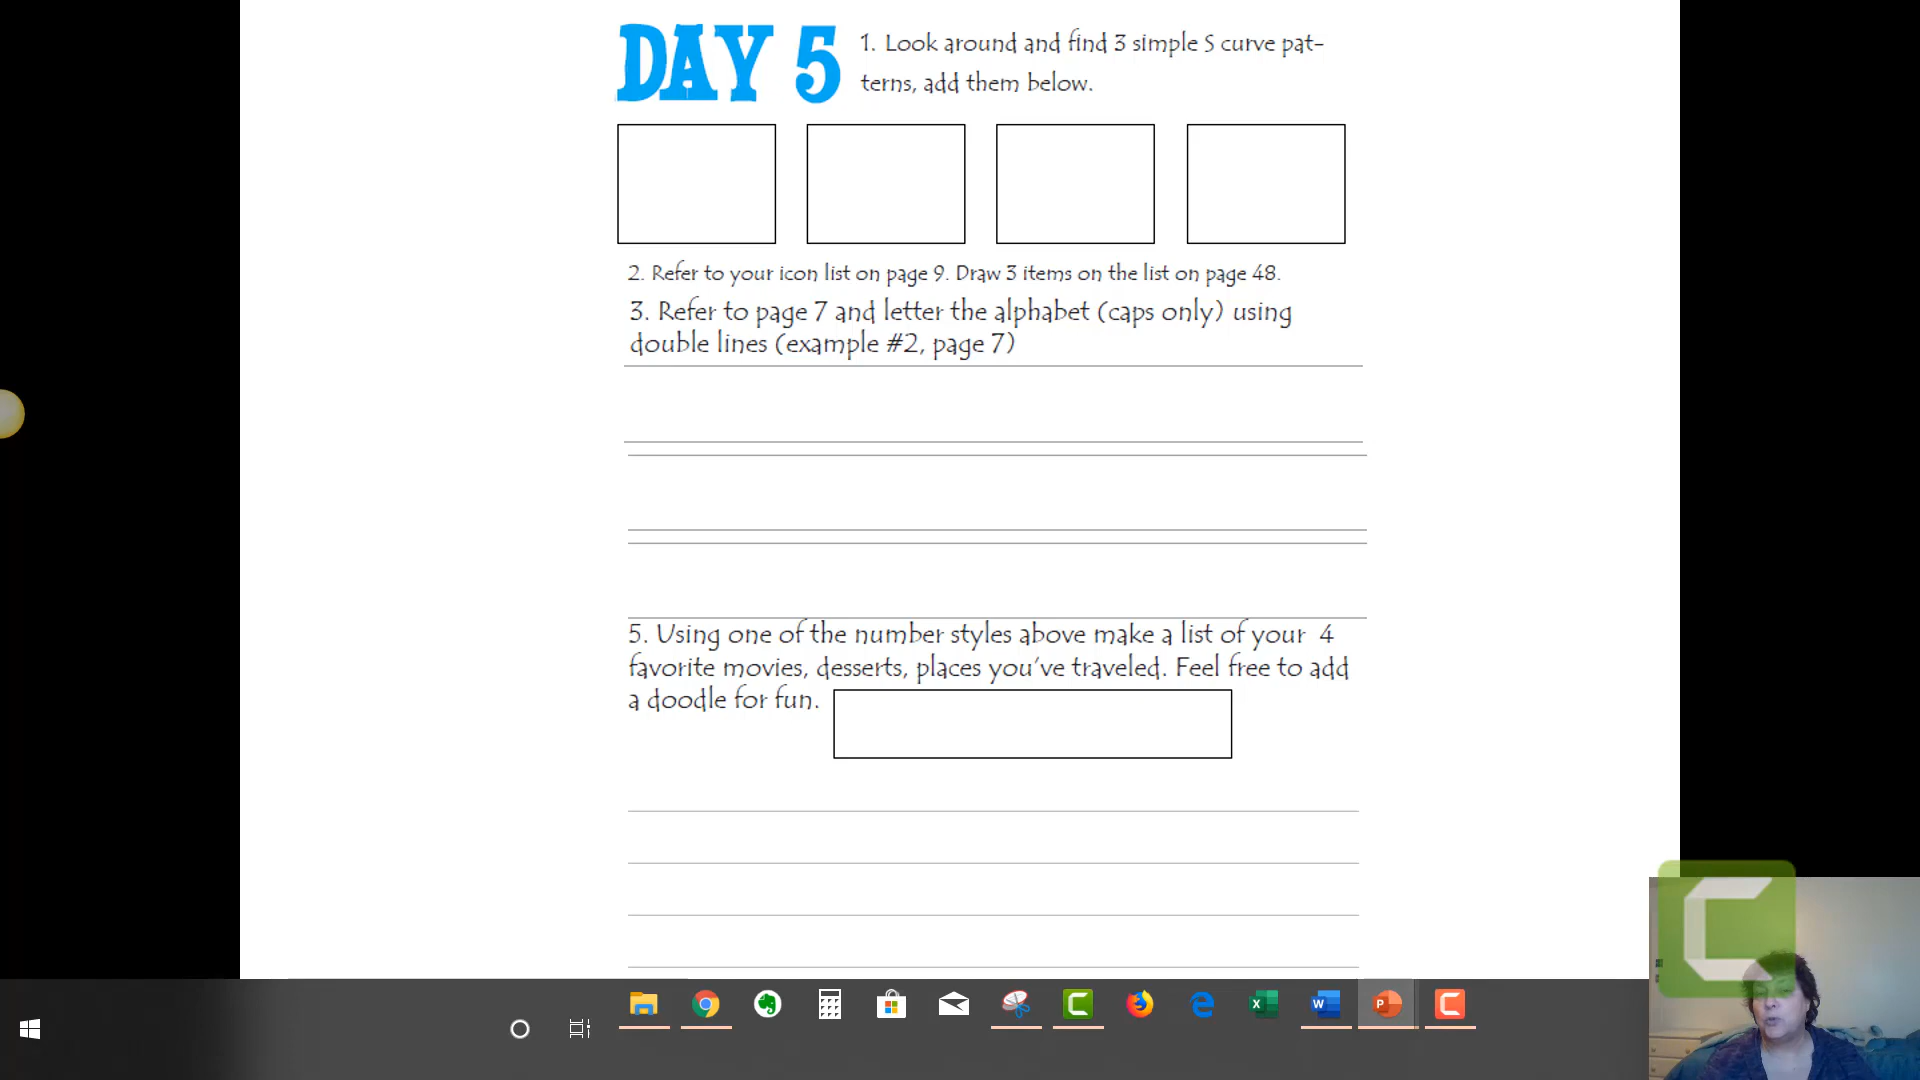 DAY 5
1. Look around and find 3 simple S curve pat-
terns, add them below.
2. Refer to your icon list on page 9. Draw 3 items on the list on page 48.
3. Refer to page 7 and letter the alphabet (caps only) using
double lines (example #2, page 7)
5. Using one of the number styles above make a list of your 4
favorite movies, desserts, places you've traveled. Feel free to add
a doodle for fun.